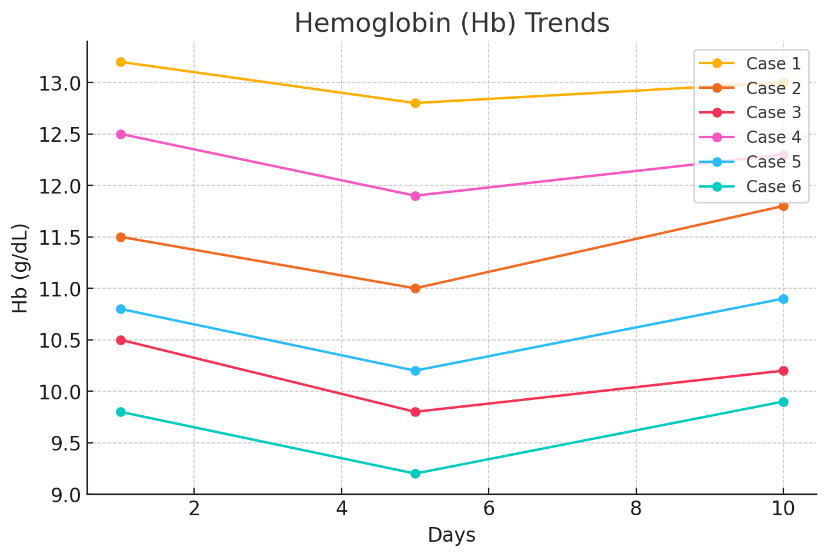 Hemoglobin (Hb) Trends
Case 1
Case 2
Case 3
Case 4
Case 5
Case 6
Hb (g/dL)
13.0
12.5
12.0
11.5
11.0
10.5
10.0
9.5
9.0
2 4 6 8 10
Days